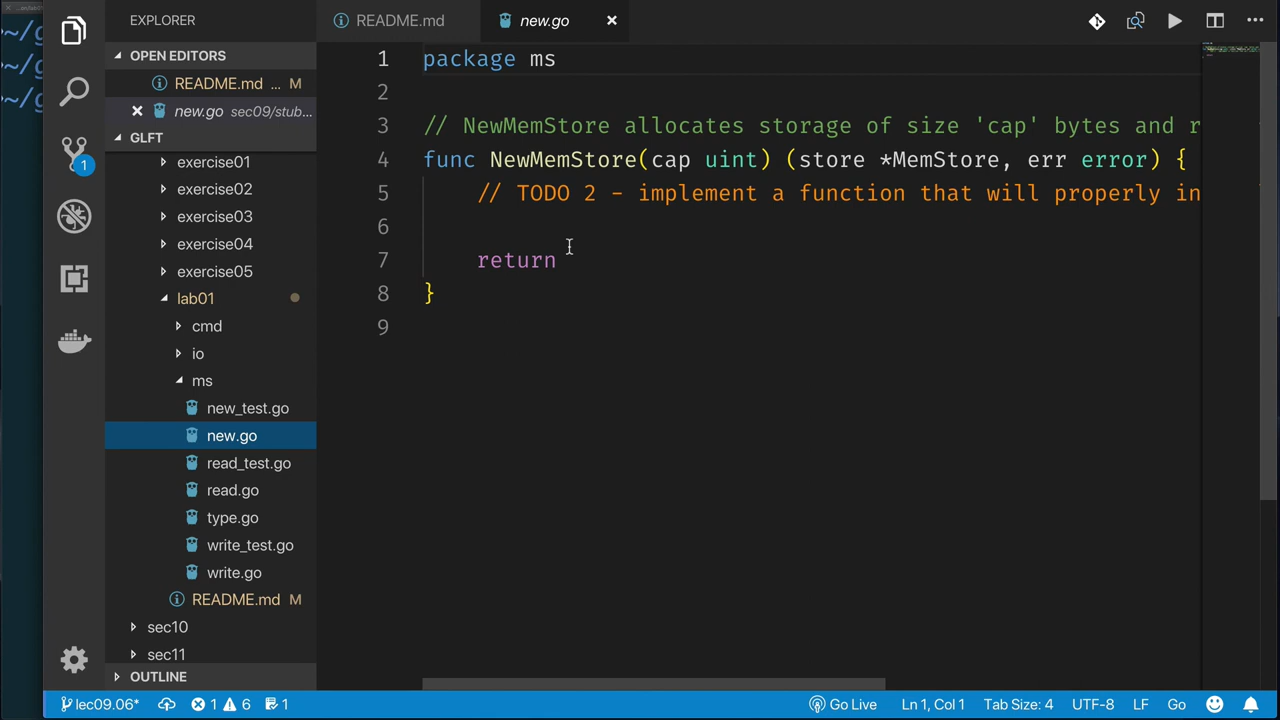 EXPLORER
OPEN EDITORS
README.md ... M
new.go sec09/stub...
GLFT
exercise01
exercise02
exercise03
exercise04
exercise05
lab01
cmd
io
ms
new_test.go
new.go
read_test.go
read.go
type.go
write_test.go
write.go
README.md M
sec10
sec11
OUTLINE
1
README.md
new.go
1 package ms
2
3 // NewMemStore allocates storage of size 'cap' bytes and r
4 func NewMemStore(cap uint) (store *MemStore, err error) {
5 // TODO 2 - implement a function that will properly in
6
7 return
8 }
9
lec09.06* 1 6 1
Go Live Ln 1, Col 1 Tab Size: 4 UTF-8 LF Go